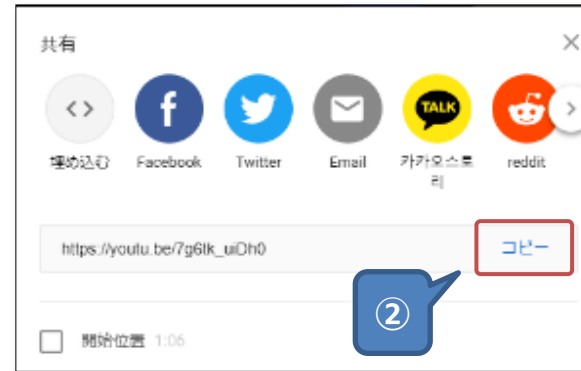 共有
埋め込む
Facebook
Twitter
Email
TALK
카카오스토
리
reddit
https://youtu.be/7g6tk_uiDh0
コピー
②
開始位置 1:06